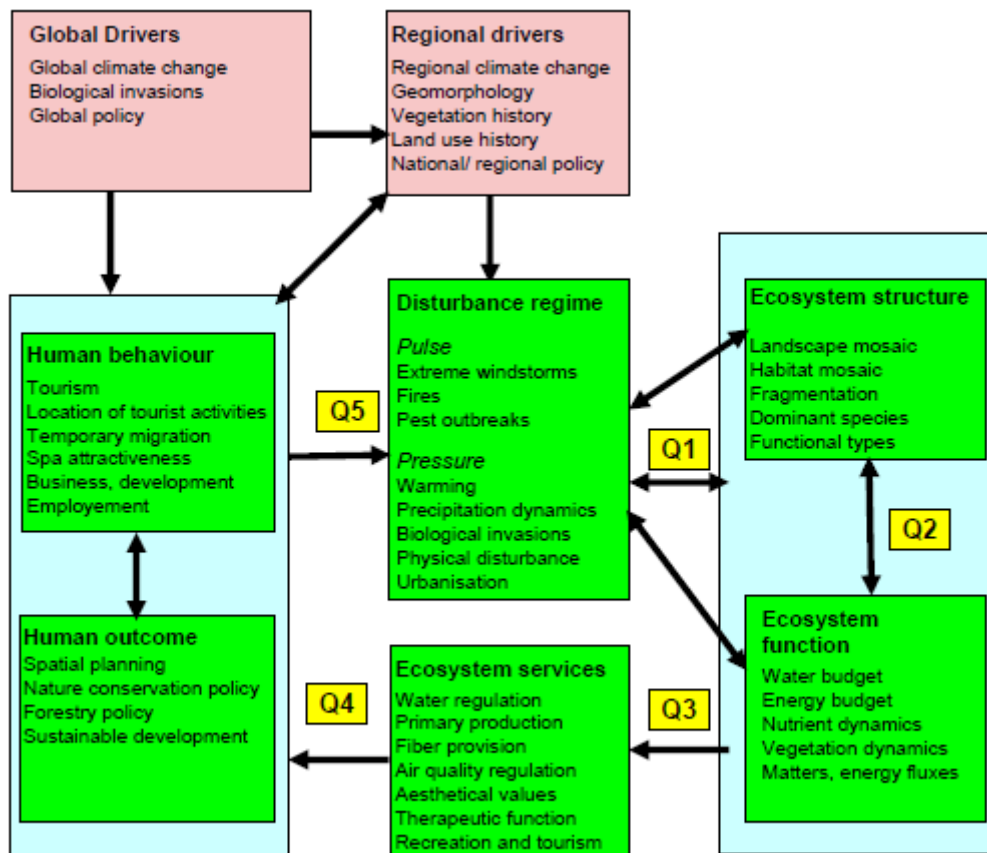 Global Drivers
Global climate change
Biological invasions
Global policy
Regional drivers
Regional climate change
Geomorphology
Vegetation history
Land use history
National/ regional policy
Human behaviour
Tourism
Location of tourist activities
Temporary migration
Spa attractiveness
Business, development
Employement
Q5
Disturbance regime
Pulse
Extreme windstorms
Fires
Pest outbreaks
Pressure
Warming
Precipitation dynamics
Biological invasions
Physical disturbance
Urbanisation
Q1
Ecosystem structure
Landscape mosaic
Habitat mosaic
Fragmentation
Dominant species
Functional types
Q2
Human outcome
Spatial planning
Nature conservation policy
Forestry policy
Sustainable development
Q4
Ecosystem services
Water regulation
Primary production
Fiber provision
Air quality regulation
Aesthetical values
Therapeutic function
Recreation and tourism
Q3
Ecosystem
function
Water budget
Energy budget
Nutrient dynamics
Vegetation dynamics
Matters, energy fluxes